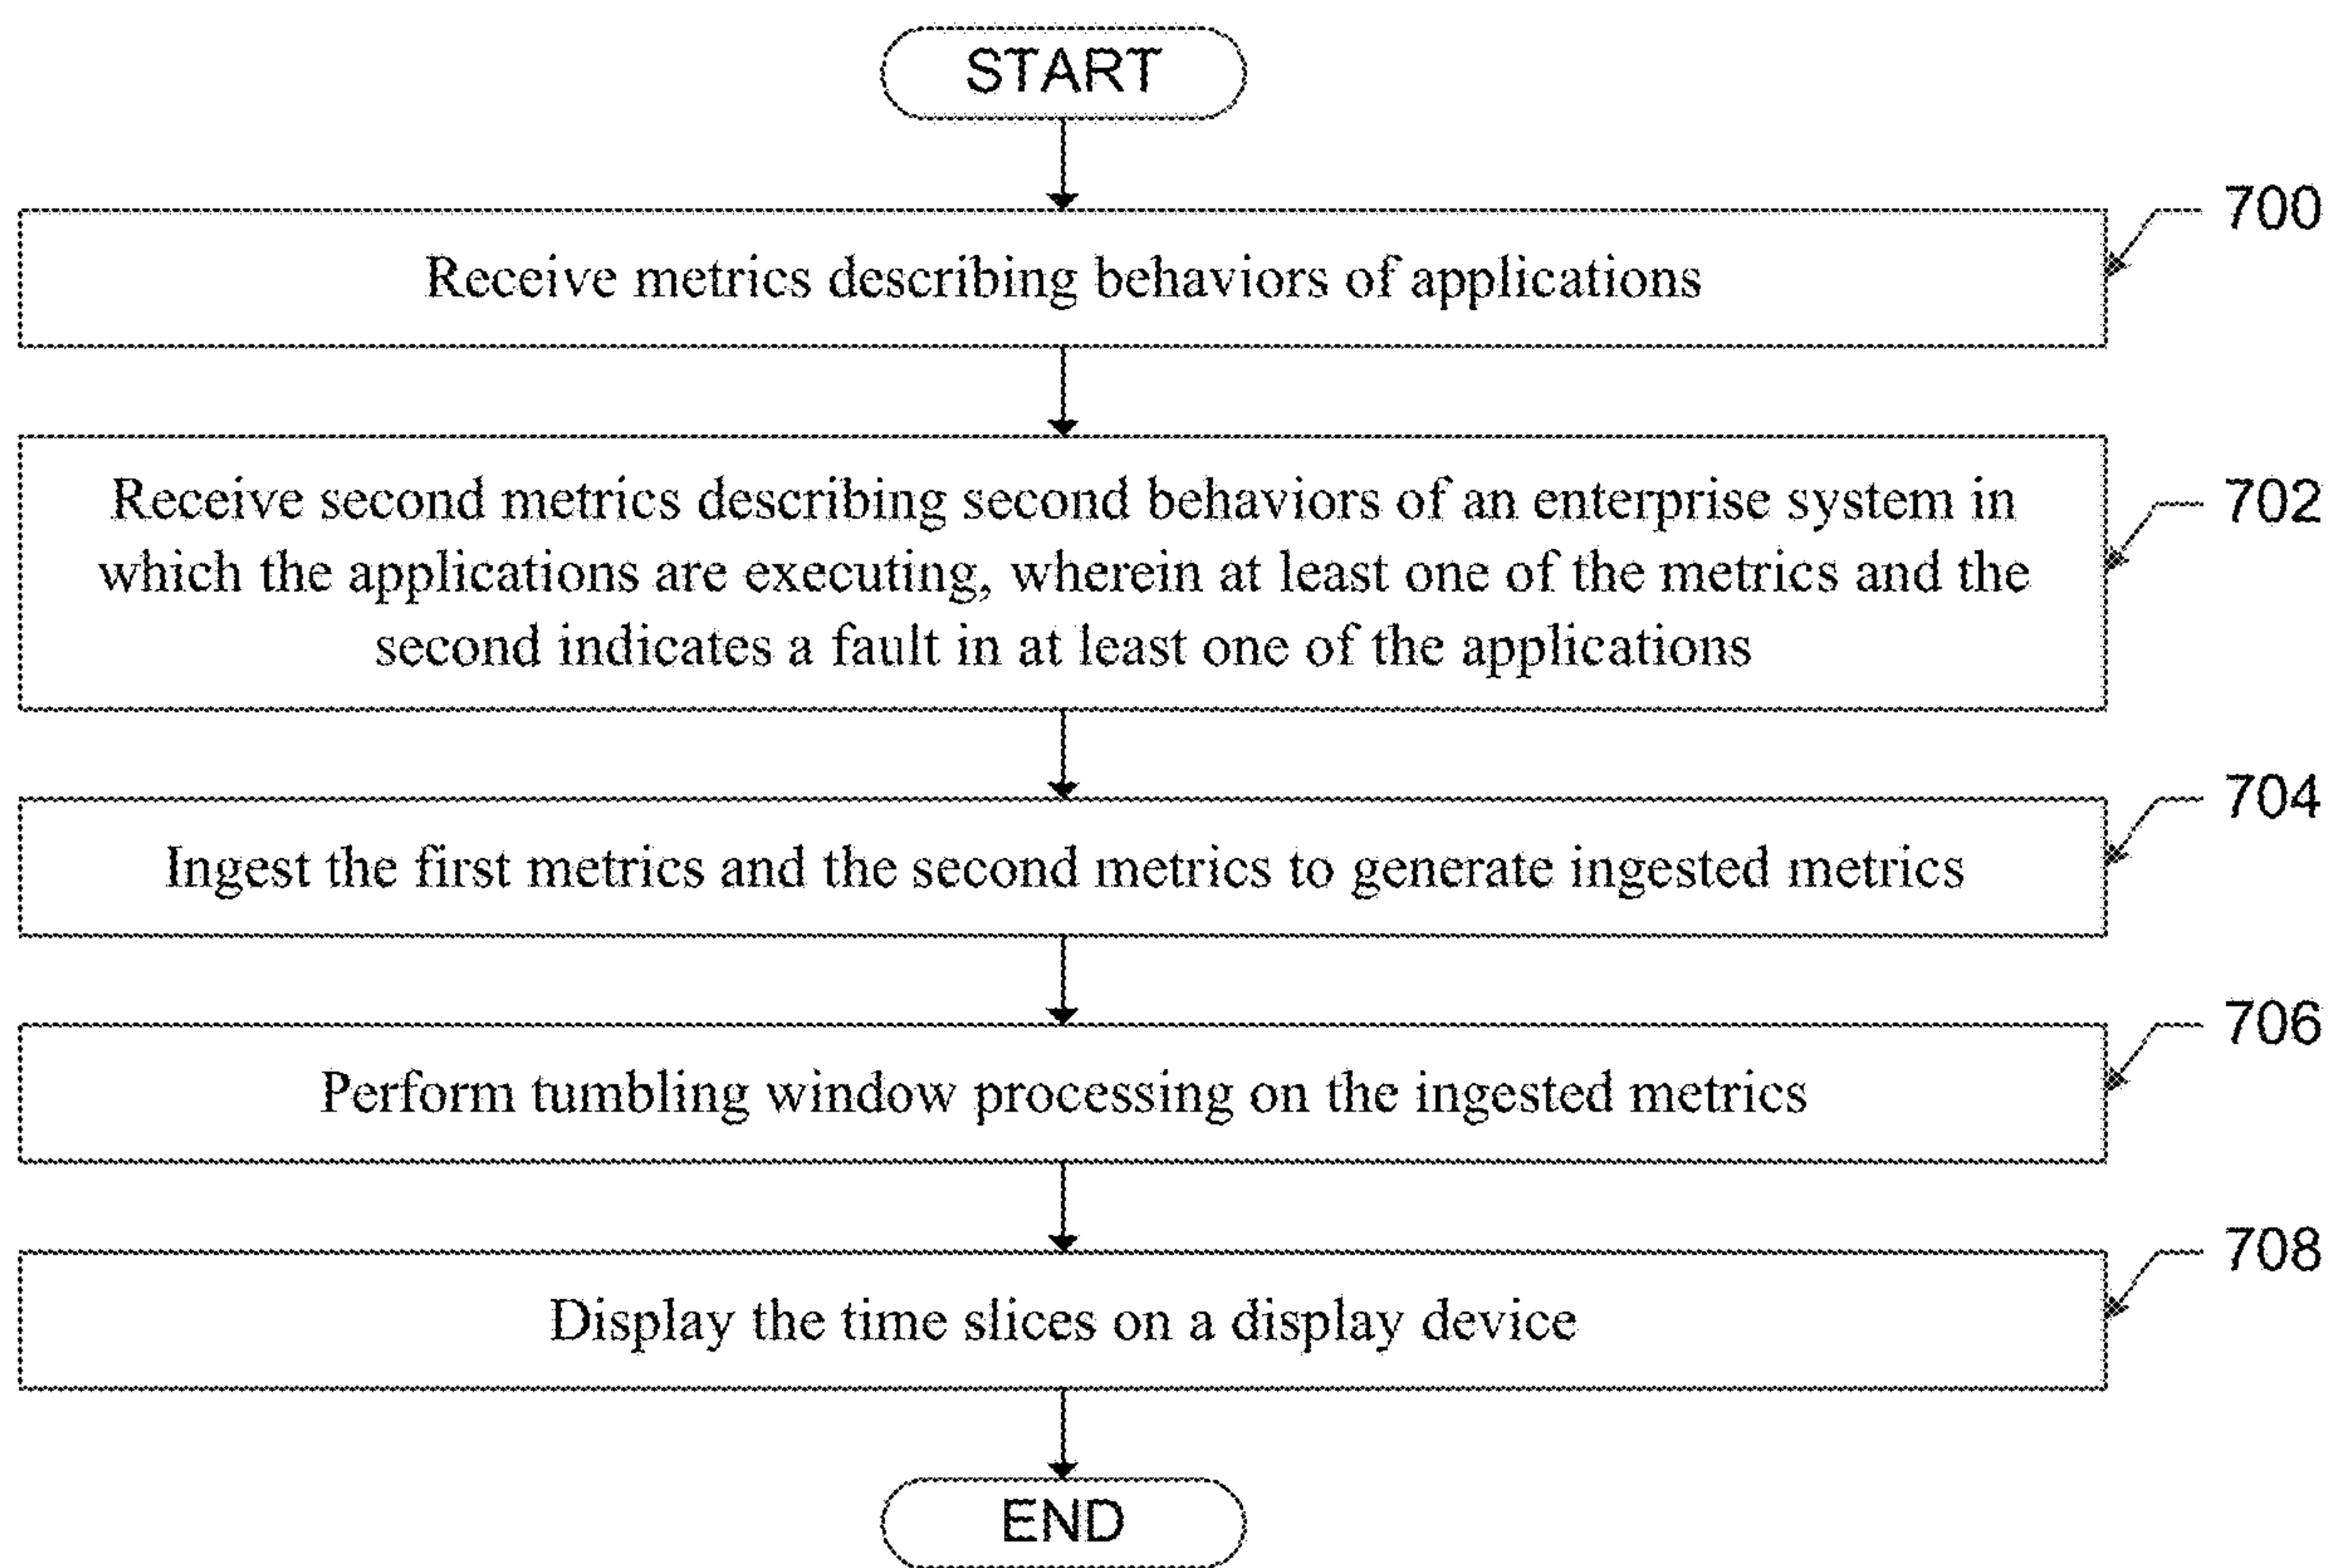 START
700
Receive metrics describing behaviors of applications
702
Receive second metrics describing second behaviors of an enterprise system in
which the applications are executing, wherein at least one of the metrics and the
second indicates a fault in at least one of the applications
704
Ingest the first metrics and the second metrics to generate ingested metrics
706
Perform tumbling window processing on the ingested metrics
708
Display the time slices on a display device
END